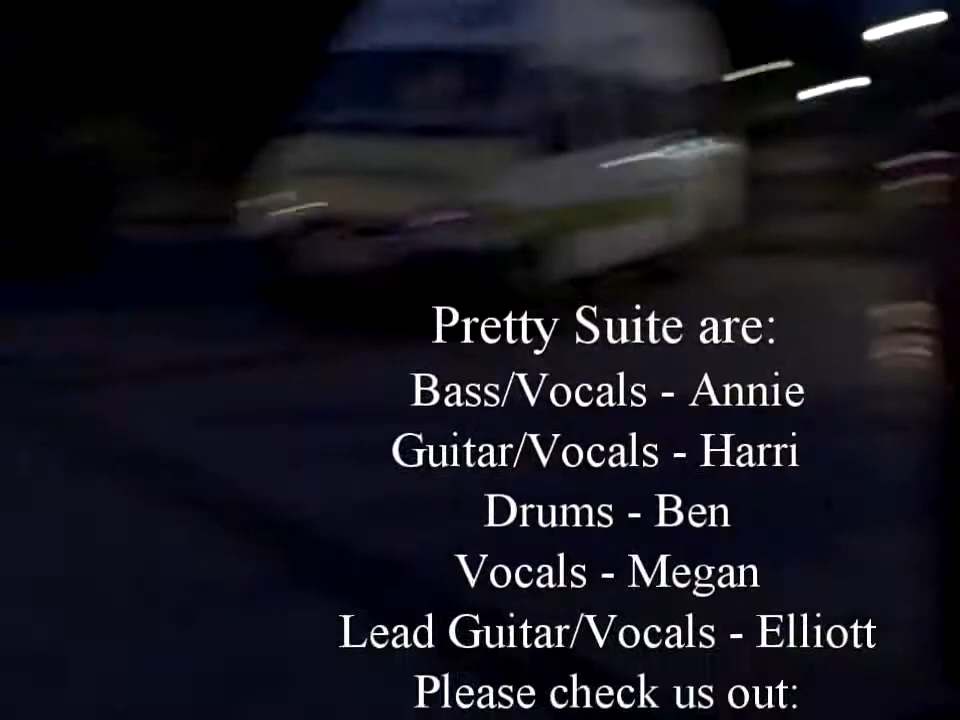 Pretty Suite are:
Bass/Vocals - Annie
Guitar/Vocals - Harri
Drums - Ben
Vocals - Megan
Lead Guitar/Vocals - Elliott
Please check us out: